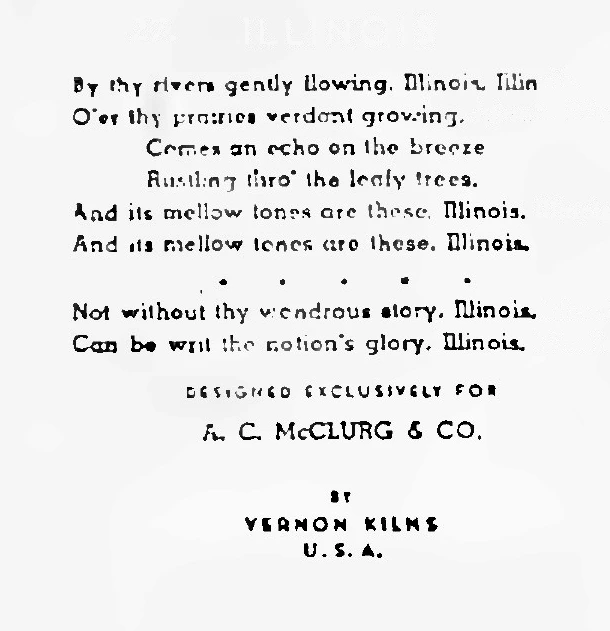 By thy rivers gently flowing, Illinois, Illin
O'er thy prairies verdant growing,
Comes an echo on the breeze
Rustling thro' the leafy trees,
And its mellow tones are these, Illinois,
And its mellow tones are these, Illinois,
Not without thy wondrous story, Illinois,
Can be writ the nation's glory, Illinois,
DESIGNED EXCLUSIVELY FOR
A. C. McCLURG & CO.
BY
VERNON KILNS
U.S.A.